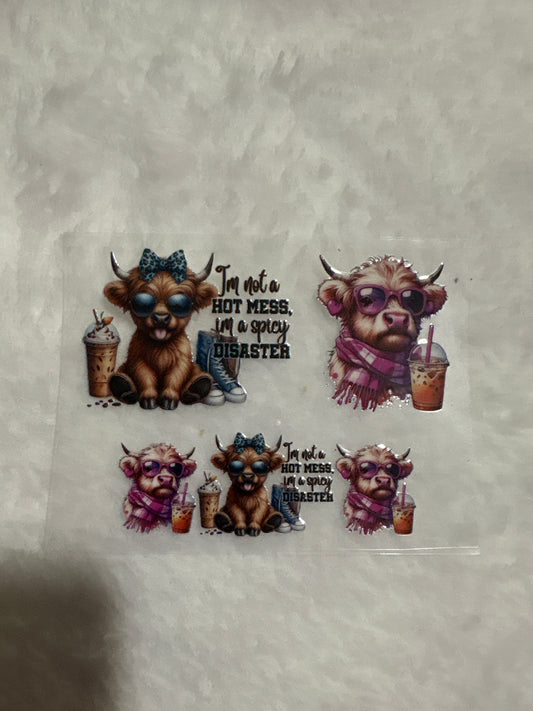 I'm not a
HOT MESS,
i'm a spicy
DISASTER
I'm not a
HOT MESS,
i'm a spicy
DISASTER